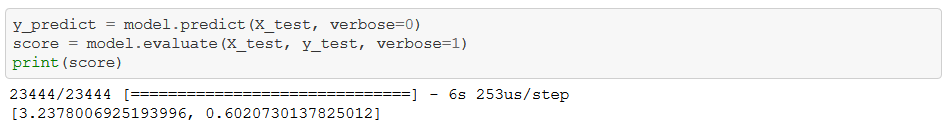 y_predict = model.predict(X_test, verbose=0)
score = model.evaluate(X_test, y_test, verbose=1)
print(score)
23444/23444 [==============================] - 6s 253us/step
[3.2378006925193996, 0.6020730137825012]